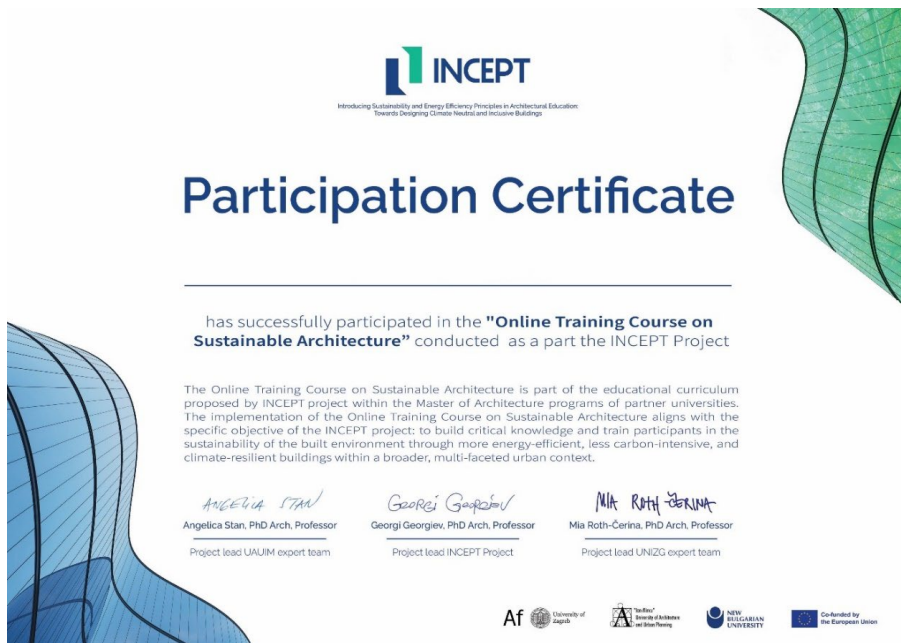 INCEPT
Introducing Sustainability and Energy Efficiency Principles in Architectural Education:
Towards Designing Climate Neutral and Inclusive Buildings
Participation Certificate
has successfully participated in the "Online Training Course on
Sustainable Architecture” conducted as a part the INCEPT Project
The Online Training Course on Sustainable Architecture is part of the educational curriculum
proposed by INCEPT project within the Master of Architecture programs of partner universities.
The implementation of the Online Training Course on Sustainable Architecture aligns with the
specific objective of the INCEPT project: to build critical knowledge and train participants in the
sustainability of the built environment through more energy-efficient, less carbon-intensive, and
climate-resilient buildings within a broader, multi-faceted urban context.
ANGELICA STAN
GEORGI GEORGIEV
MIA ROTH-ČERINA
Angelica Stan, PhD Arch, Professor
Georgi Georgiev, PhD Arch, Professor
Mia Roth-Čerina, PhD Arch, Professor
Project lead UAUIM expert team
Project lead INCEPT Project
Project lead UNIZG expert team
Af
University of
Zagreb
"Ion Mincu"
University of Architecture
and Urban Planning
NEW
BULGARIAN
UNIVERSITY
Co-funded by
the European Union